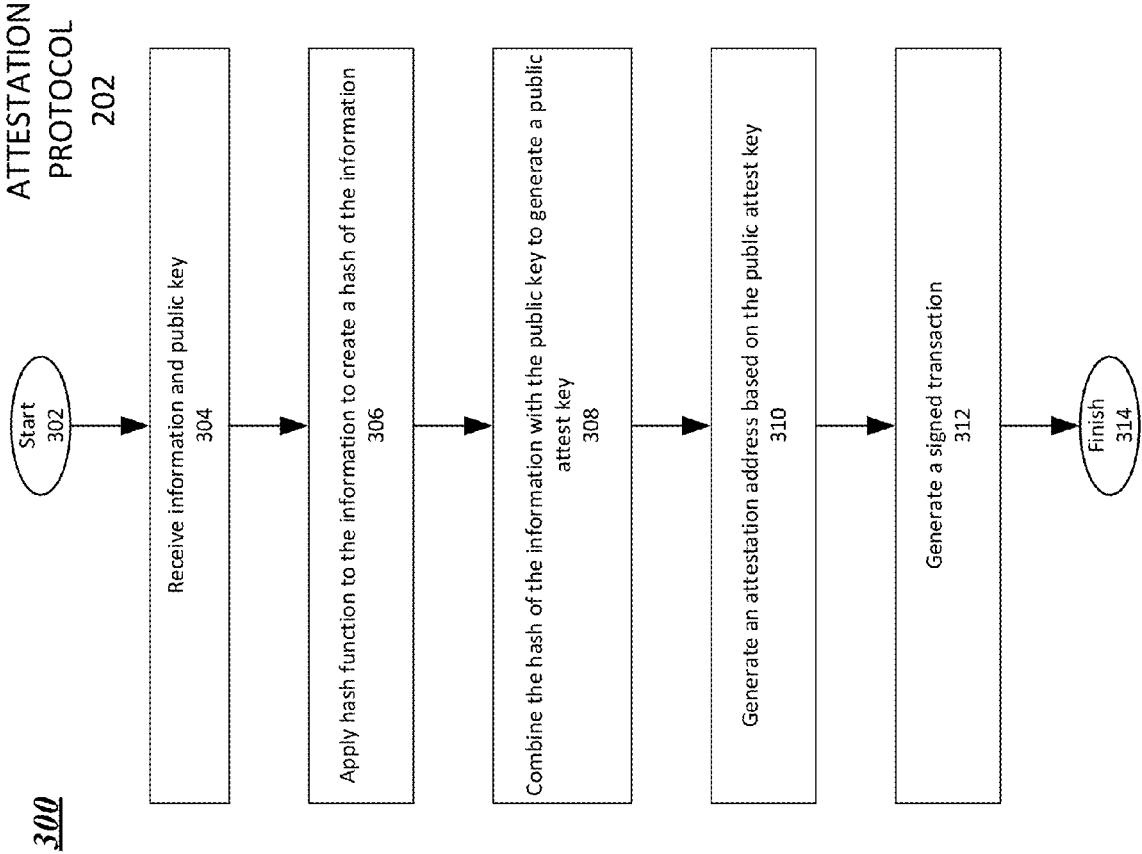 300
ATTESTATION
PROTOCOL
202
Start
302
Receive information and public key
304
Apply hash function to the information to create a hash of the information
306
Combine the hash of the information with the public key to generate a public
attest key
308
Generate an attestation address based on the public attest key
310
Generate a signed transaction
312
Finish
314